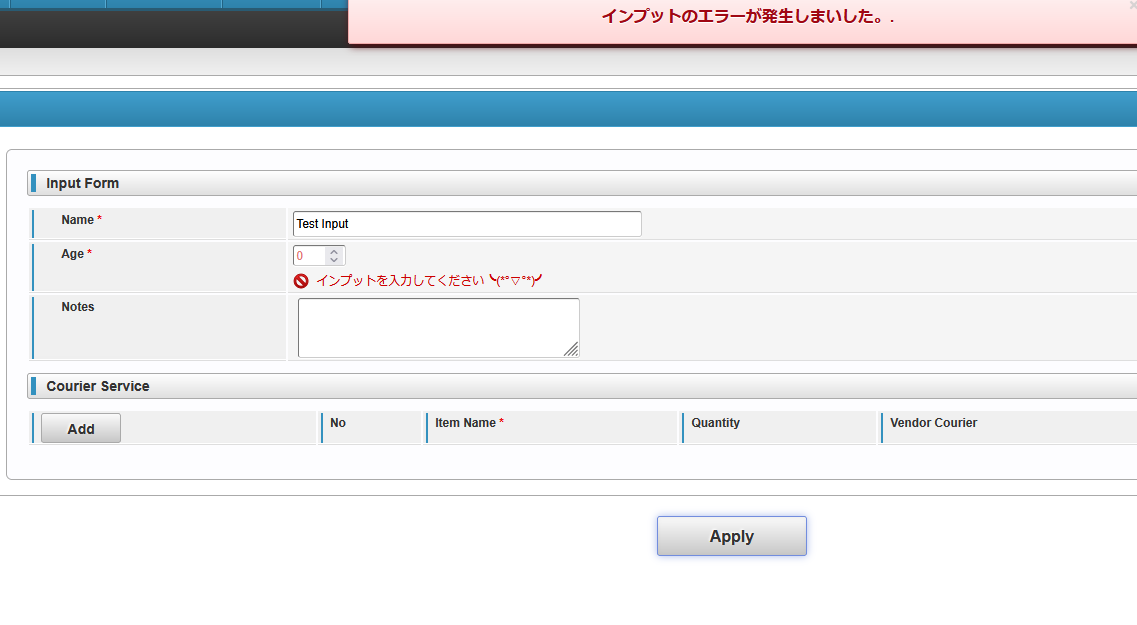 インプットのエラーが発生しまいした。.
×
Input Form
Name *
Test Input
Age *
0
インプットを入力してください ╰(*°▽°*)╯
Notes
Courier Service
Add
No
Item Name *
Quantity
Vendor Courier
Apply